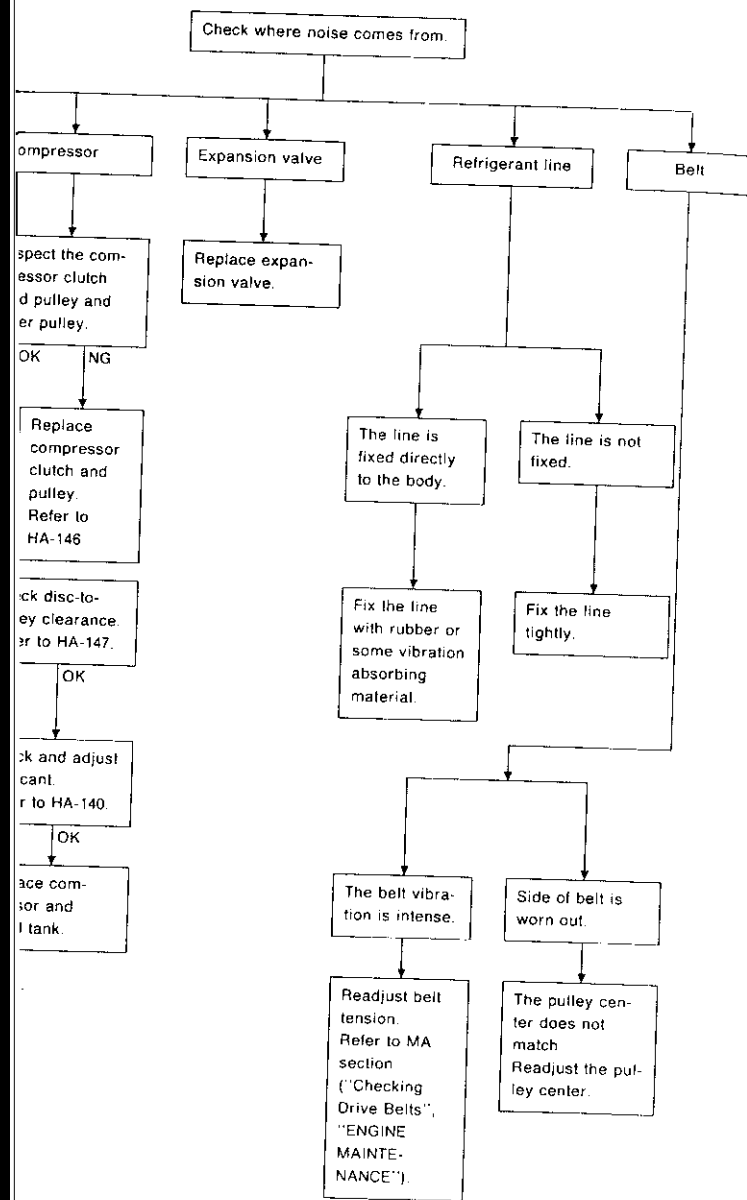 Check where noise comes from.
ompressor
Expansion valve
Refrigerant line
Belt
spect the com-
essor clutch
d pulley and
er pulley.
OK
NG
Replace
compressor
clutch and
pulley.
Refer to
HA-146
ck disc-to-
ey clearance.
er to HA-147.
OK
ck and adjust
cant.
r to HA-140.
OK
ace com-
sor and
l tank.
Replace expan-
sion valve.
The line is
fixed directly
to the body.
The line is not
fixed.
Fix the line
with rubber or
some vibration
absorbing
material.
Fix the line
tightly.
The belt vibra-
tion is intense.
Side of belt is
worn out.
Readjust belt
tension.
Refer to MA
section
("Checking
Drive Belts",
"ENGINE
MAINTE-
NANCE").
The pulley cen-
ter does not
match
Readjust the pul-
ley center.